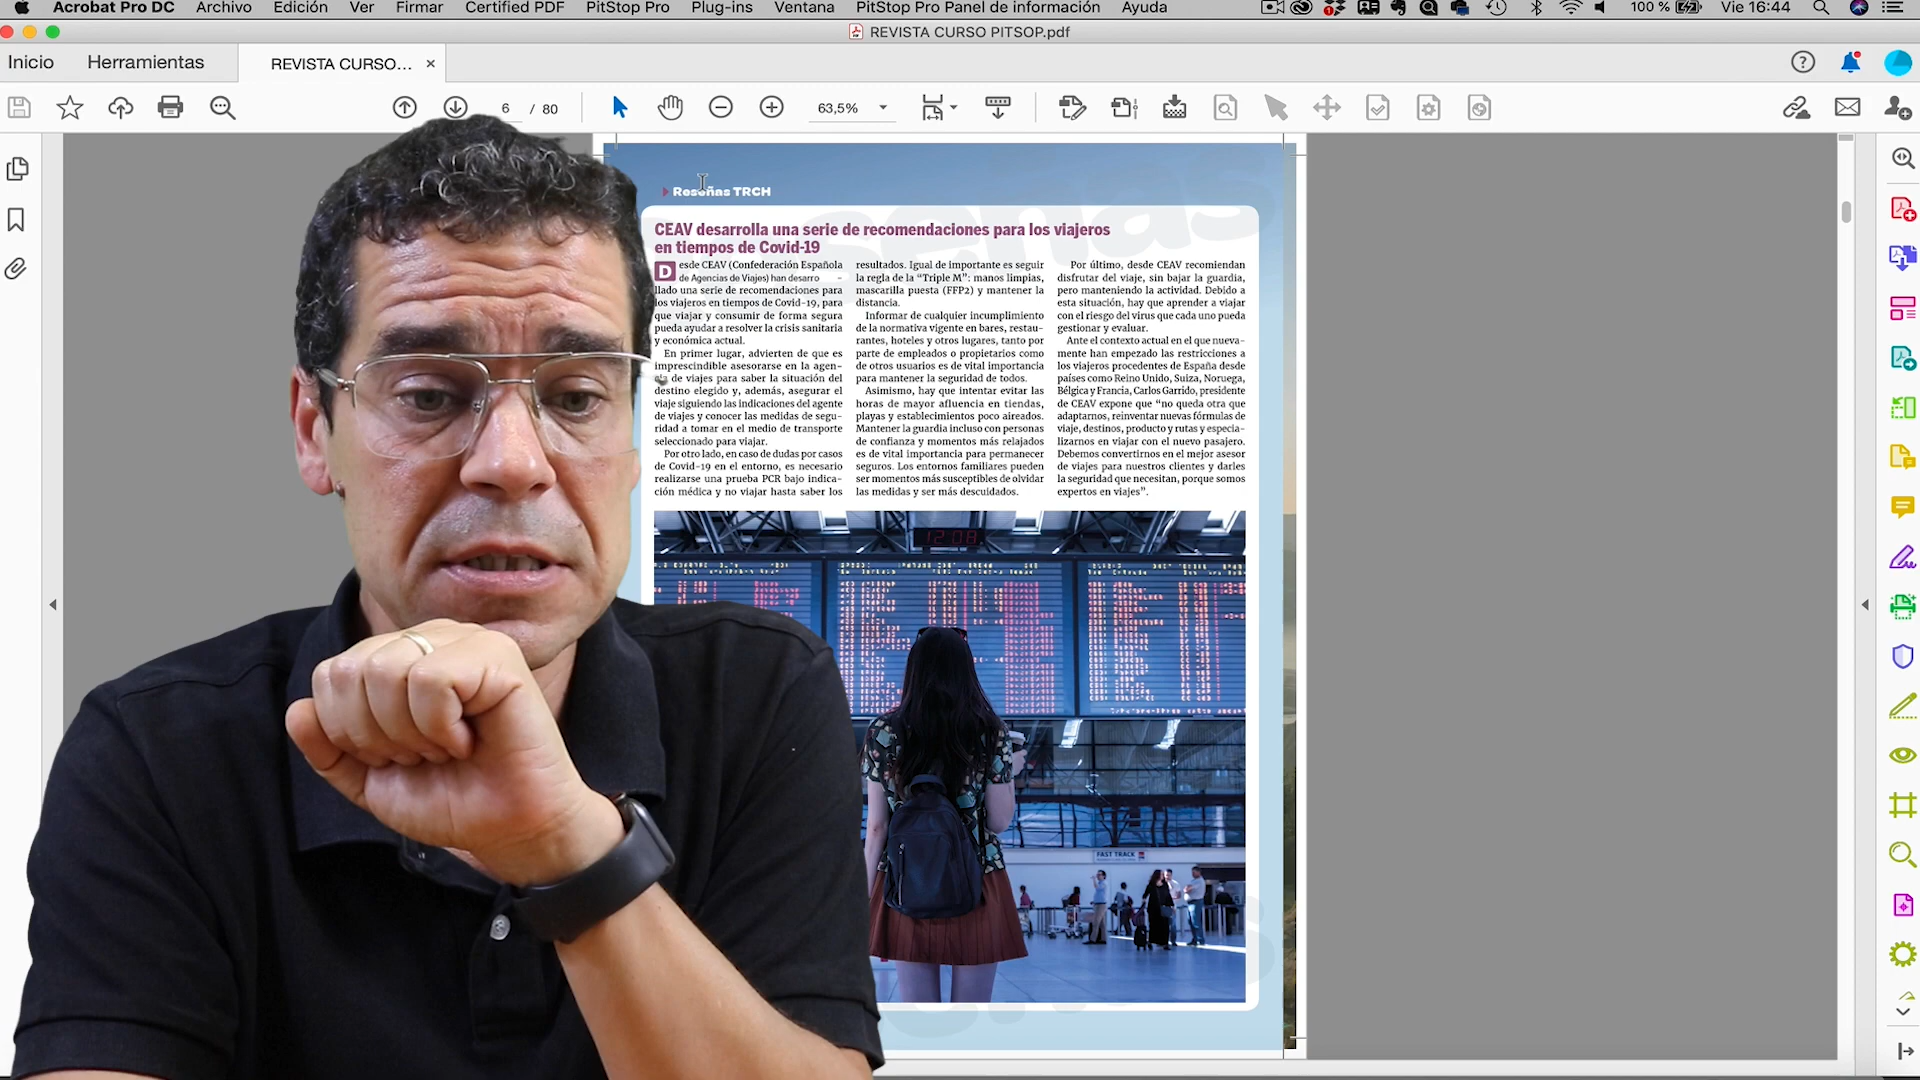 Acrobat Pro DC Archivo Edición Ver Firmar Certified PDF PitStop Pro Plug-ins Ventana PitStop Pro Panel de información Ayuda 100 % Vie 16:44
REVISTA CURSO PITSOP.pdf
Inicio Herramientas REVISTA CURSO... ×
6 / 80 63,5%
Reseñas TRCH
CEAV desarrolla una serie de recomendaciones para los viajeros
en tiempos de Covid-19
Desde CEAV (Confederación Española
de Agencias de Viajes) han desarro -
llado una serie de recomendaciones para
los viajeros en tiempos de Covid-19, para
que viajar y consumir de forma segura
pueda ayudar a resolver la crisis sanitaria
y económica actual.
En primer lugar, advierten de que es
imprescindible asesorarse en la agen-
de viajes para saber la situación del
destino elegido y, además, asegurar el
viaje siguiendo las indicaciones del agente
de viajes y conocer las medidas de segu-
ridad a tomar en el medio de transporte
seleccionado para viajar.
Por otro lado, en caso de dudas por casos
de Covid-19 en el entorno, es necesario
realizarse una prueba PCR bajo indica-
ción médica y no viajar hasta saber los
resultados. Igual de importante es seguir
la regla de la “Triple M”: manos limpias,
mascarilla puesta (FFP2) y mantener la
distancia.
Informar de cualquier incumplimiento
de la normativa vigente en bares, restau-
rantes, hoteles y otros lugares, tanto por
parte de empleados o propietarios como
de otros usuarios es de vital importancia
para mantener la seguridad de todos.
Asimismo, hay que intentar evitar las
horas de mayor afluencia en tiendas,
playas y establecimientos poco aireados.
Mantener la guardia incluso con personas
de confianza y momentos más relajados
es de vital importancia para permanecer
seguros. Los entornos familiares pueden
ser momentos más susceptibles de olvidar
las medidas y ser más descuidados.
Por último, desde CEAV recomiendan
disfrutar del viaje, sin bajar la guardia,
pero manteniendo la actividad. Debido a
esta situación, hay que aprender a viajar
con el riesgo del virus que cada uno pueda
gestionar y evaluar.
Ante el contexto actual en el que nueva-
mente han empezado las restricciones a
los viajeros procedentes de España desde
países como Reino Unido, Suiza, Noruega,
Bélgica y Francia, Carlos Garrido, presidente
de CEAV expone que “no queda otra que
adaptarnos, reinventar nuevas fórmulas de
viaje, destinos, producto y rutas y especia-
lizarnos en viajar con el nuevo pasajero.
Debemos convertirnos en el mejor asesor
de viajes para nuestros clientes y darles
la seguridad que necesitan, porque somos
expertos en viajes”.
12:08
FAST TRACK